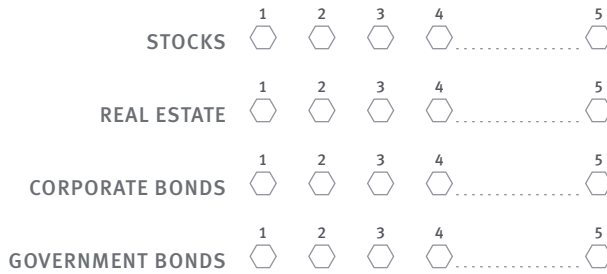 1 2 3 4 5
STOCKS
1 2 3 4 5
REAL ESTATE
1 2 3 4 5
CORPORATE BONDS
1 2 3 4 5
GOVERNMENT BONDS